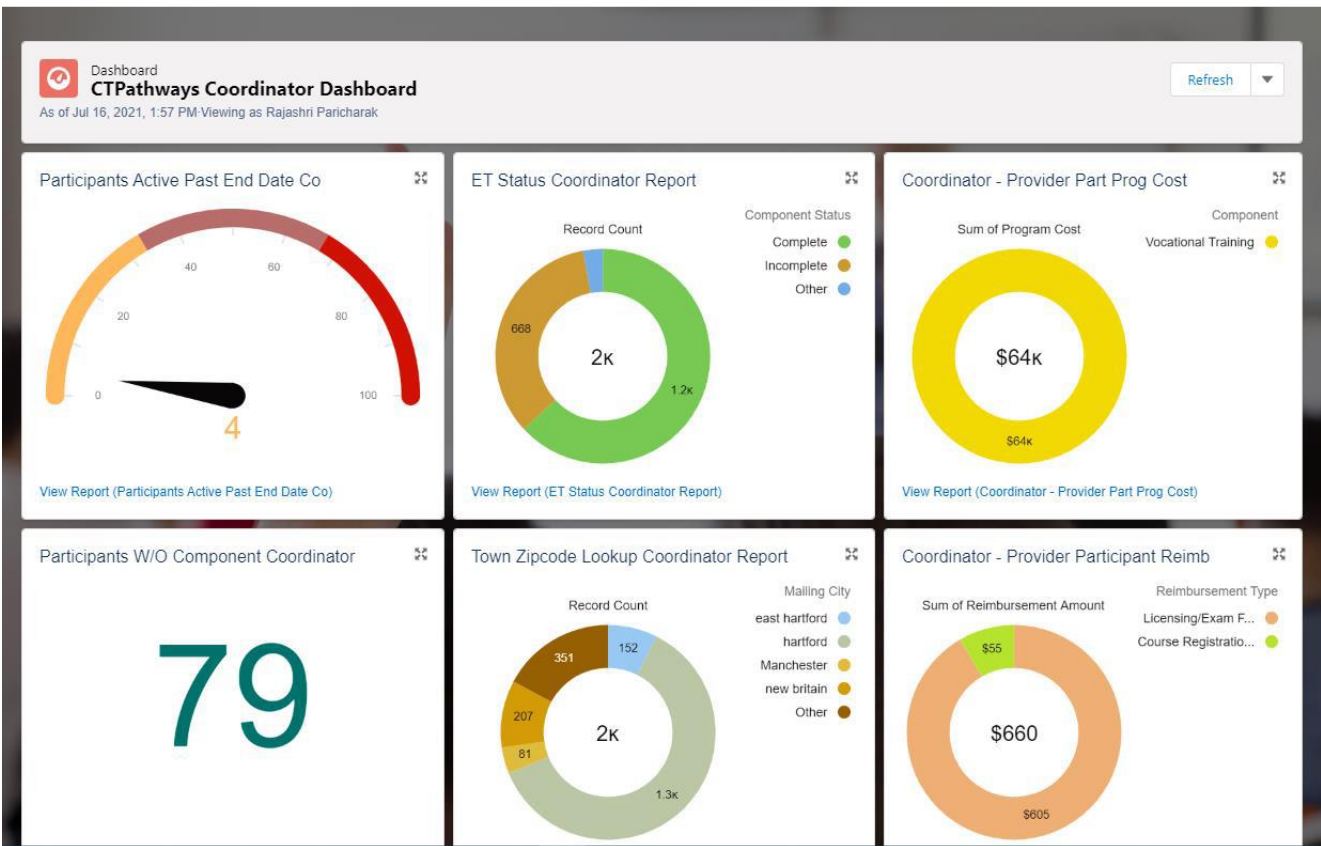 Dashboard
CTPathways Coordinator Dashboard
Refresh
As of Jul 16, 2021, 1:57 PM·Viewing as Rajashri Paricharak
Participants Active Past End Date Co
0
20
40
60
80
100
4
View Report (Participants Active Past End Date Co)
ET Status Coordinator Report
Record Count
Component Status
Complete
Incomplete
Other
668
2K
1.2K
View Report (ET Status Coordinator Report)
Coordinator - Provider Part Prog Cost
Sum of Program Cost
Component
Vocational Training
$64K
$64K
View Report (Coordinator - Provider Part Prog Cost)
Participants W/O Component Coordinator
79
Town Zipcode Lookup Coordinator Report
Record Count
Mailing City
east hartford
hartford
Manchester
new britain
Other
351
152
207
2K
81
1.3K
Coordinator - Provider Participant Reimb
Sum of Reimbursement Amount
Reimbursement Type
Licensing/Exam F...
Course Registratio...
$55
$660
$605